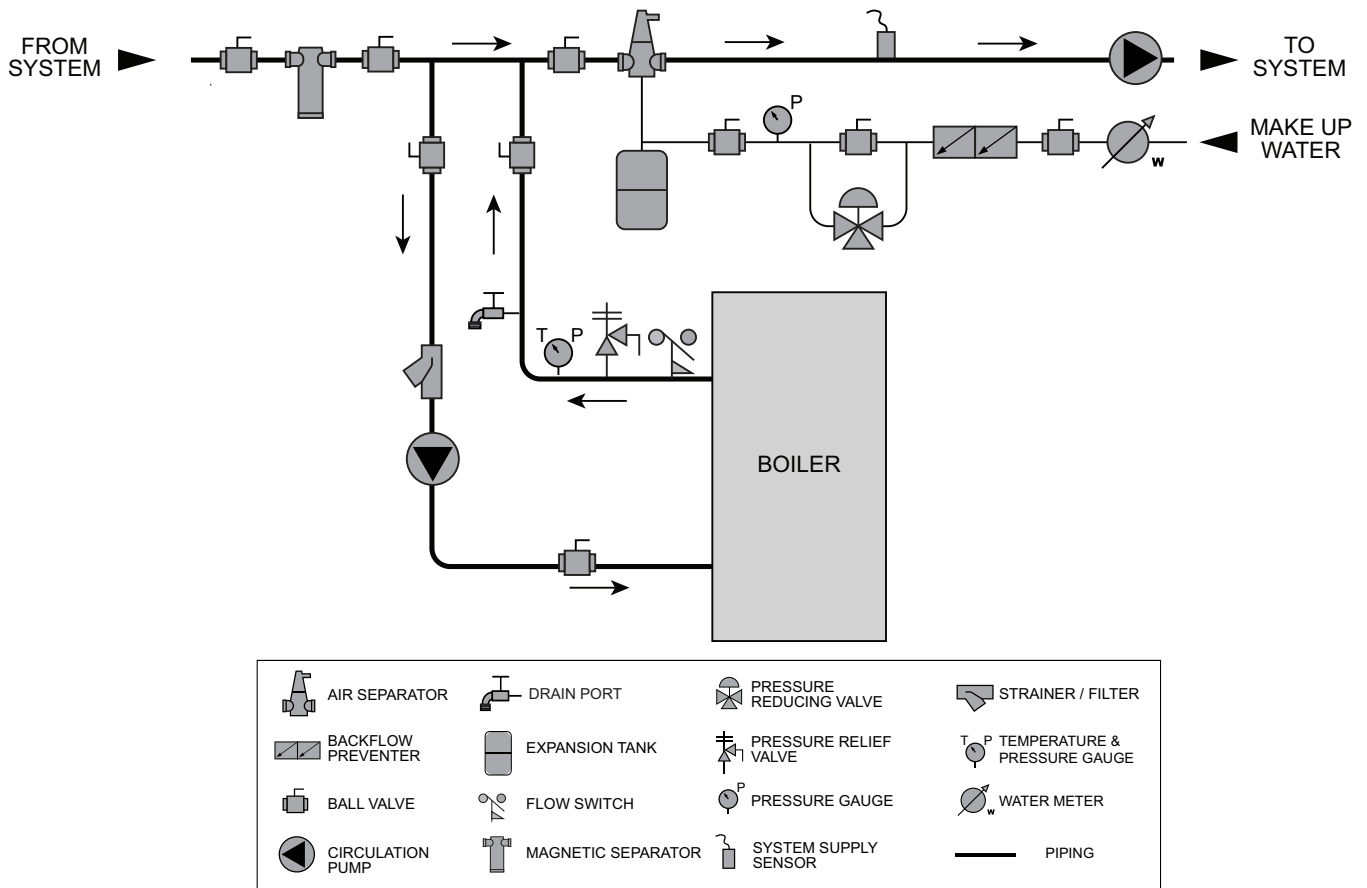 FROM
SYSTEM
TO
SYSTEM
P
MAKE UP
WATER
w
T P
BOILER
AIR SEPARATOR
DRAIN PORT
PRESSURE
REDUCING VALVE
STRAINER / FILTER
BACKFLOW
PREVENTER
EXPANSION TANK
PRESSURE RELIEF
VALVE
T P
TEMPERATURE &
PRESSURE GAUGE
BALL VALVE
FLOW SWITCH
P
PRESSURE GAUGE
w
WATER METER
CIRCULATION
PUMP
MAGNETIC SEPARATOR
SYSTEM SUPPLY
SENSOR
PIPING